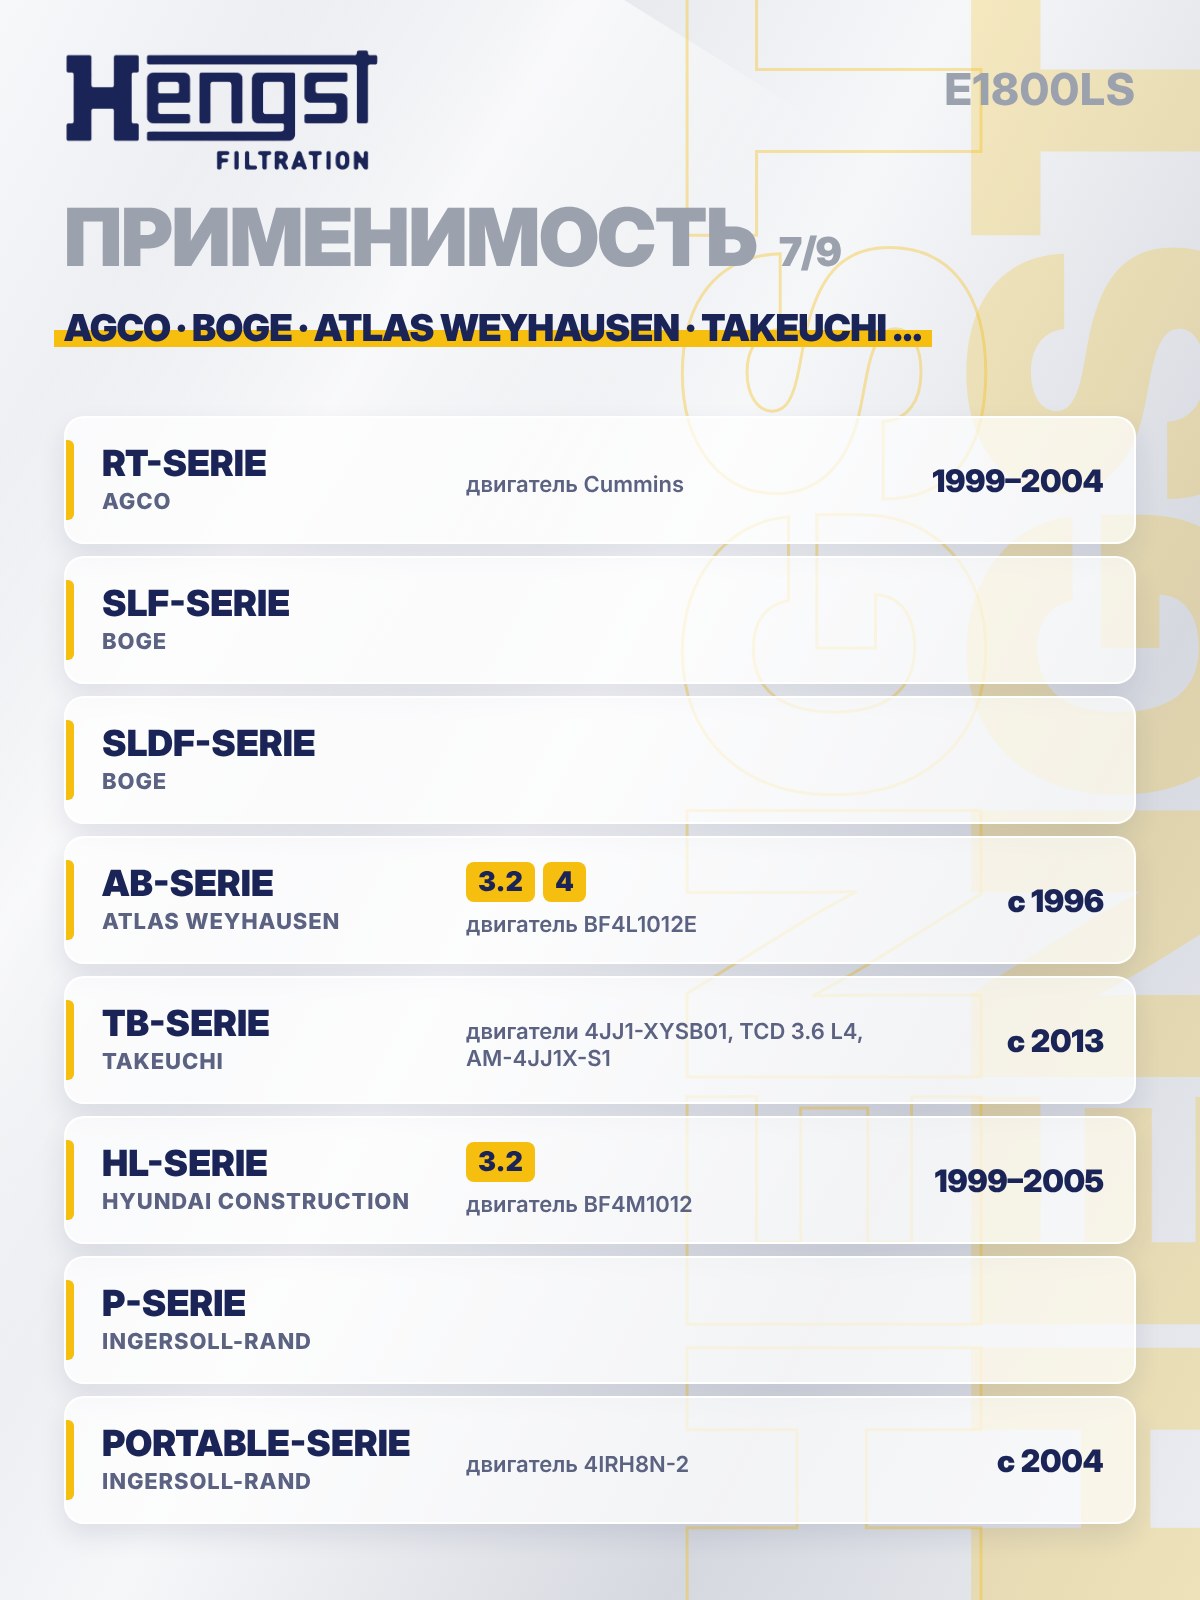 Hengst
FILTRATION
E1800LS
ПРИМЕНИМОСТЬ 7/9
AGCO · BOGE · ATLAS WEYHAUSEN · TAKEUCHI ...
RT-SERIE
AGCO
двигатель Cummins
1999–2004
SLF-SERIE
BOGE
SLDF-SERIE
BOGE
AB-SERIE
ATLAS WEYHAUSEN
3.2 4
двигатель BF4L1012E
с 1996
TB-SERIE
TAKEUCHI
двигатели 4JJ1-XYSB01, TCD 3.6 L4,
AM-4JJ1X-S1
с 2013
HL-SERIE
HYUNDAI CONSTRUCTION
3.2
двигатель BF4M1012
1999–2005
P-SERIE
INGERSOLL-RAND
PORTABLE-SERIE
INGERSOLL-RAND
двигатель 4IRH8N-2
с 2004
HENGST
HENGST